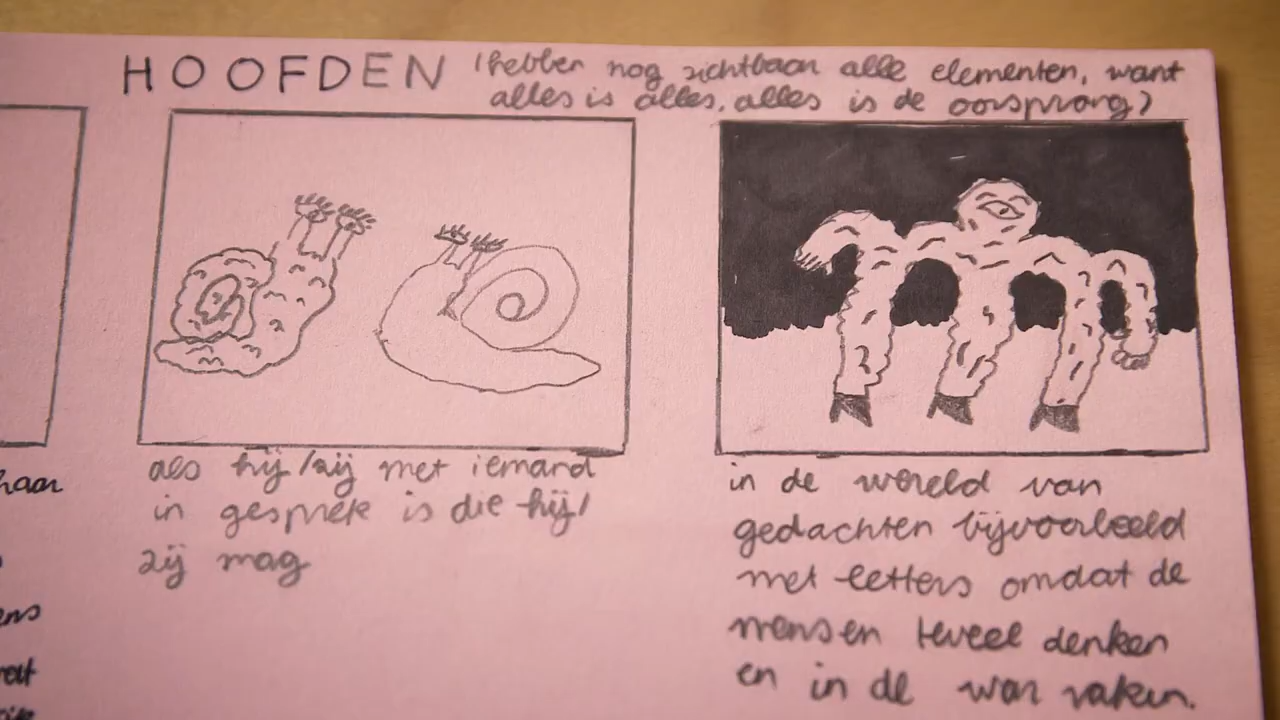 HOOFDEN (hebben nog zichtbaar alle elementen, want
alles is alles, alles is de oorsprong)
als hij/zij met iemand
in gesprek is die hij/
zij mag
in de wereld van
gedachten bijvoorbeeld
met letters omdat de
mensen teveel denken
en in de war raken.
haar
ens